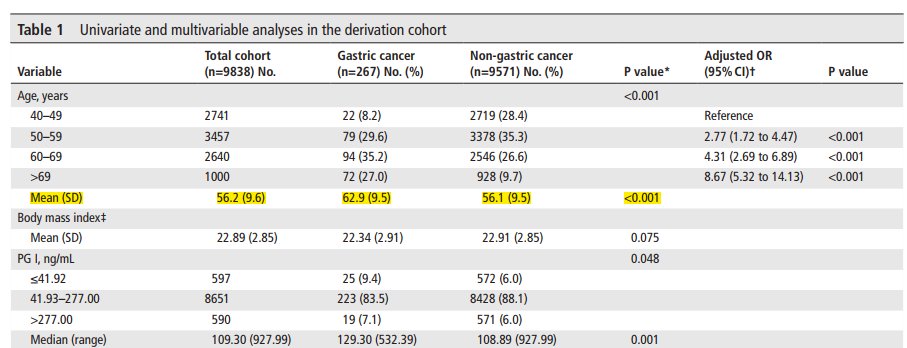 Table 1 Univariate and multivariable analyses in the derivation cohort
Variable Total cohort (n=9838) No. Gastric cancer (n=267) No. (%) Non-gastric cancer (n=9571) No. (%) P value* Adjusted OR (95% CI)† P value
Age, years <0.001
40–49 2741 22 (8.2) 2719 (28.4) Reference
50–59 3457 79 (29.6) 3378 (35.3) 2.77 (1.72 to 4.47) <0.001
60–69 2640 94 (35.2) 2546 (26.6) 4.31 (2.69 to 6.89) <0.001
>69 1000 72 (27.0) 928 (9.7) 8.67 (5.32 to 14.13) <0.001
Mean (SD) 56.2 (9.6) 62.9 (9.5) 56.1 (9.5) <0.001
Body mass index‡
Mean (SD) 22.89 (2.85) 22.34 (2.91) 22.91 (2.85) 0.075
PG I, ng/mL 0.048
≤41.92 597 25 (9.4) 572 (6.0)
41.93–277.00 8651 223 (83.5) 8428 (88.1)
>277.00 590 19 (7.1) 571 (6.0)
Median (range) 109.30 (927.99) 129.30 (532.39) 108.89 (927.99) 0.001